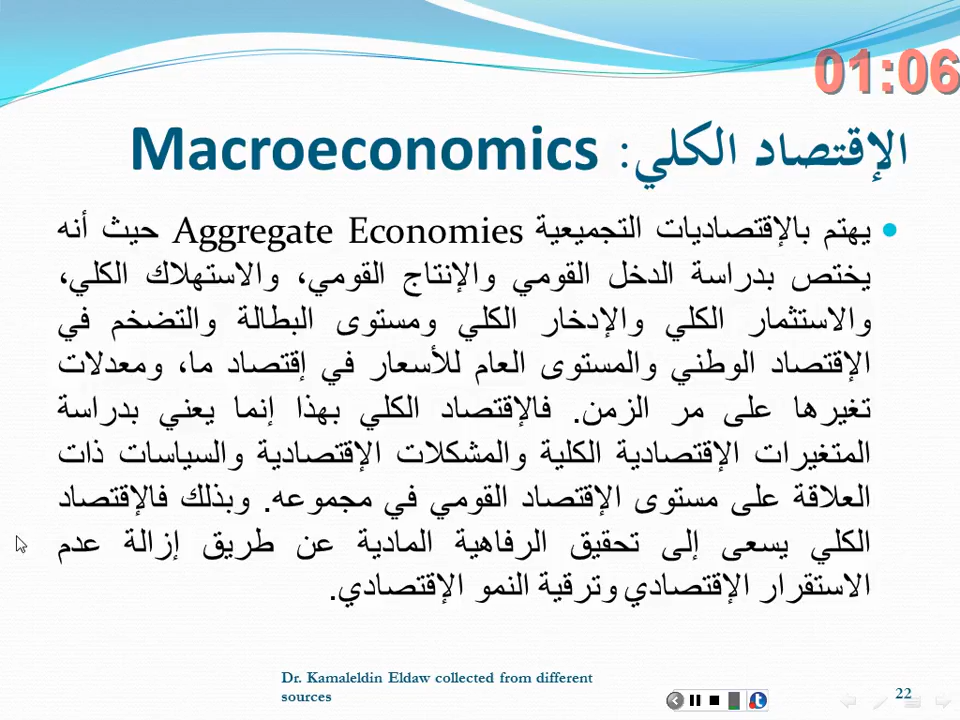 01:06
الإقتصاد الكلي: Macroeconomics
يهتم بالإقتصاديات التجميعية Aggregate Economies حيث أنه
يختص بدراسة الدخل القومي والإنتاج القومي، والاستهلاك الكلي،
والاستثمار الكلي والإدخار الكلي ومستوى البطالة والتضخم في
الإقتصاد الوطني والمستوى العام للأسعار في إقتصاد ما، ومعدلات
تغيرها على مر الزمن. فالإقتصاد الكلي بهذا إنما يعني بدراسة
المتغيرات الإقتصادية الكلية والمشكلات الإقتصادية والسياسات ذات
العلاقة على مستوى الإقتصاد القومي في مجموعه. وبذلك فالإقتصاد
الكلي يسعى إلى تحقيق الرفاهية المادية عن طريق إزالة عدم
الاستقرار الإقتصادي وترقية النمو الإقتصادي.
Dr. Kamaleldin Eldaw collected from different
sources
22